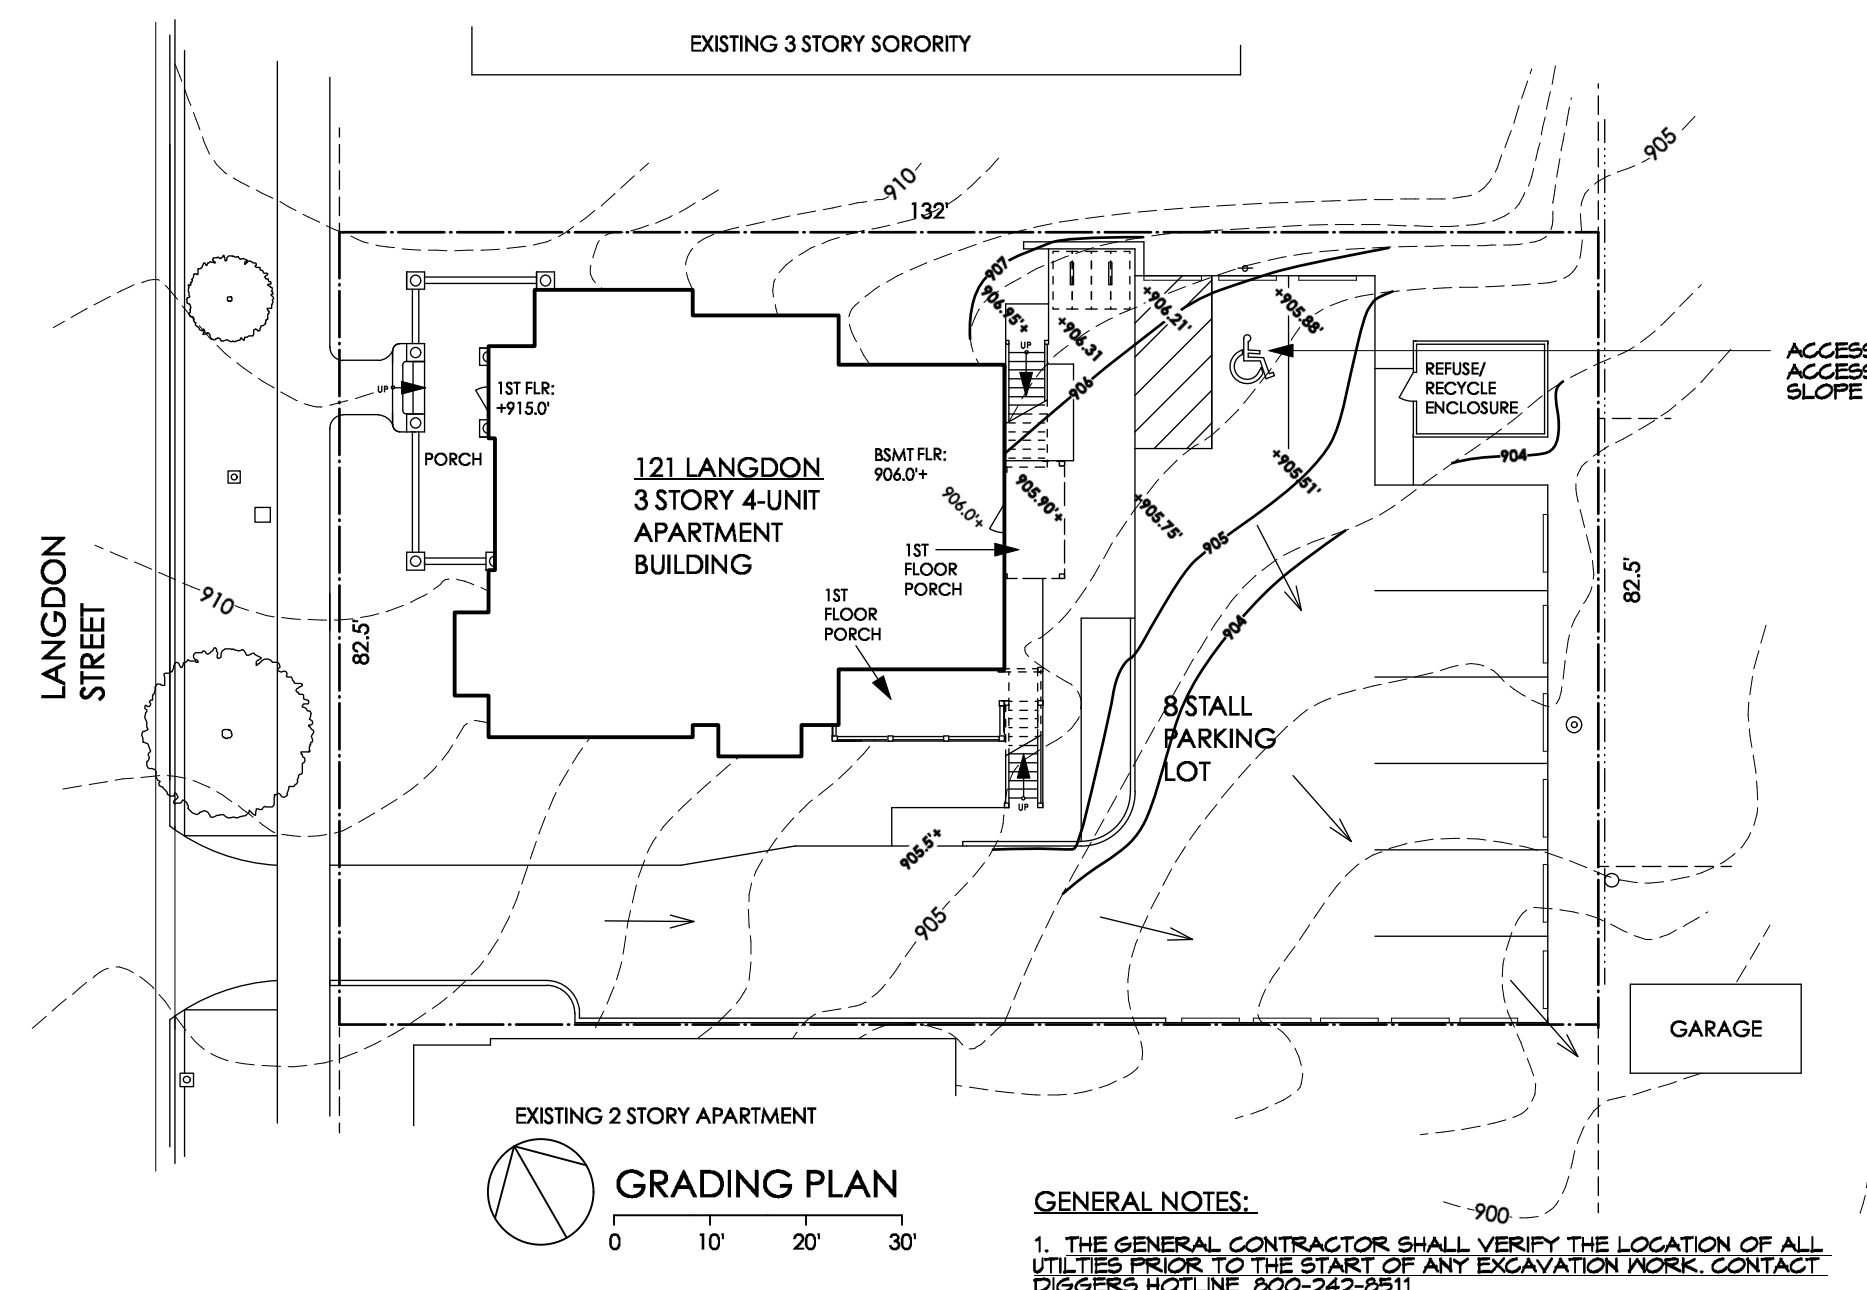 EXISTING 3 STORY SORORITY
905
910
132'
907
906.95'+
+906.31
+906.21'
+905.88'
906
UP
UP
1ST FLR:
+915.0'
PORCH
REFUSE/
RECYCLE
ENCLOSURE
904
ACCESS
ACCESS
SLOPE
121 LANGDON
3 STORY 4-UNIT
APARTMENT
BUILDING
BSMT FLR:
906.0'+
906.0'+
905.90'+
+905.75'
+905.51'
905
1ST
FLOOR
PORCH
1ST
FLOOR
PORCH
LANGDON
STREET
910
82.5'
82.5'
904
8 STALL
PARKING
LOT
UP
905.5'+
905
GARAGE
EXISTING 2 STORY APARTMENT
GRADING PLAN
0 10' 20' 30'
900
GENERAL NOTES:
1. THE GENERAL CONTRACTOR SHALL VERIFY THE LOCATION OF ALL
UTILTIES PRIOR TO THE START OF ANY EXCAVATION WORK. CONTACT
DIGGERS HOTLINE 800-242-8511